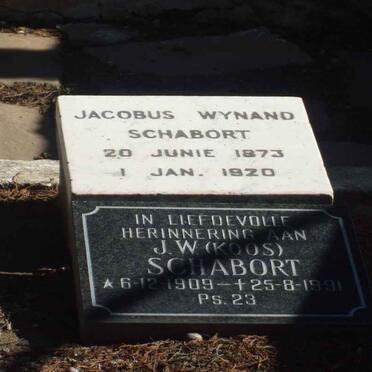 JACOBUS WYNAND
SCHABORT
20 JUNIE 1873
1 JAN. 1920
IN LIEFDEVOLLE
HERINNERING AAN
J.W. (KOOS)
SCHABORT
★6-12-1909 - †25-8-1991
Ps. 23